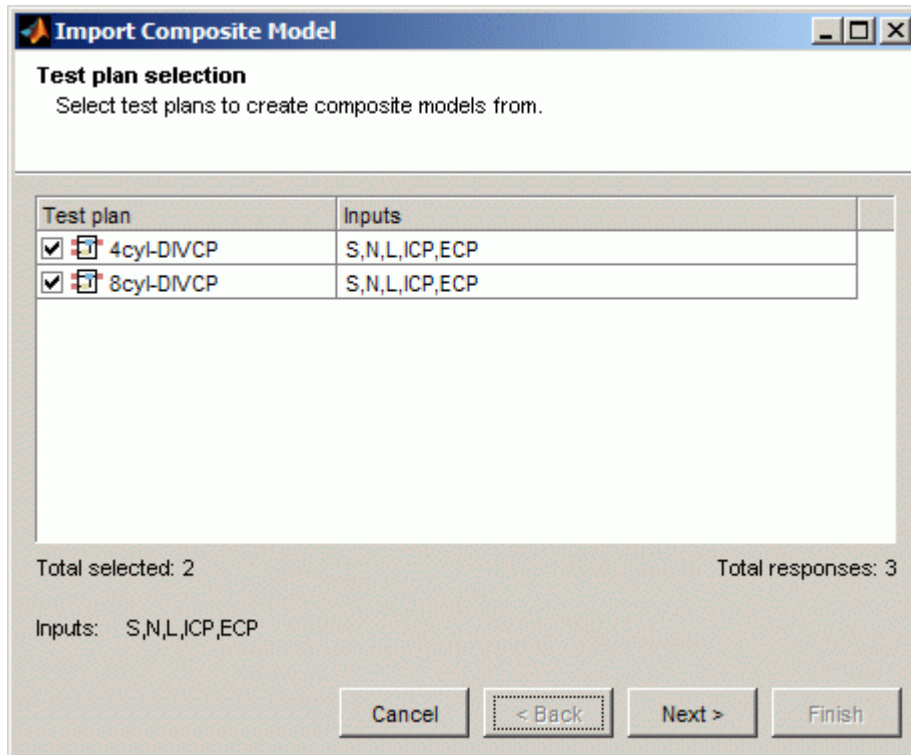 Import Composite Model
Test plan selection
Select test plans to create composite models from.
Test plan Inputs
4cyl-DIVCP S,N,L,ICP,ECP
8cyl-DIVCP S,N,L,ICP,ECP
Total selected: 2 Total responses: 3
Inputs: S,N,L,ICP,ECP
Cancel < Back Next > Finish